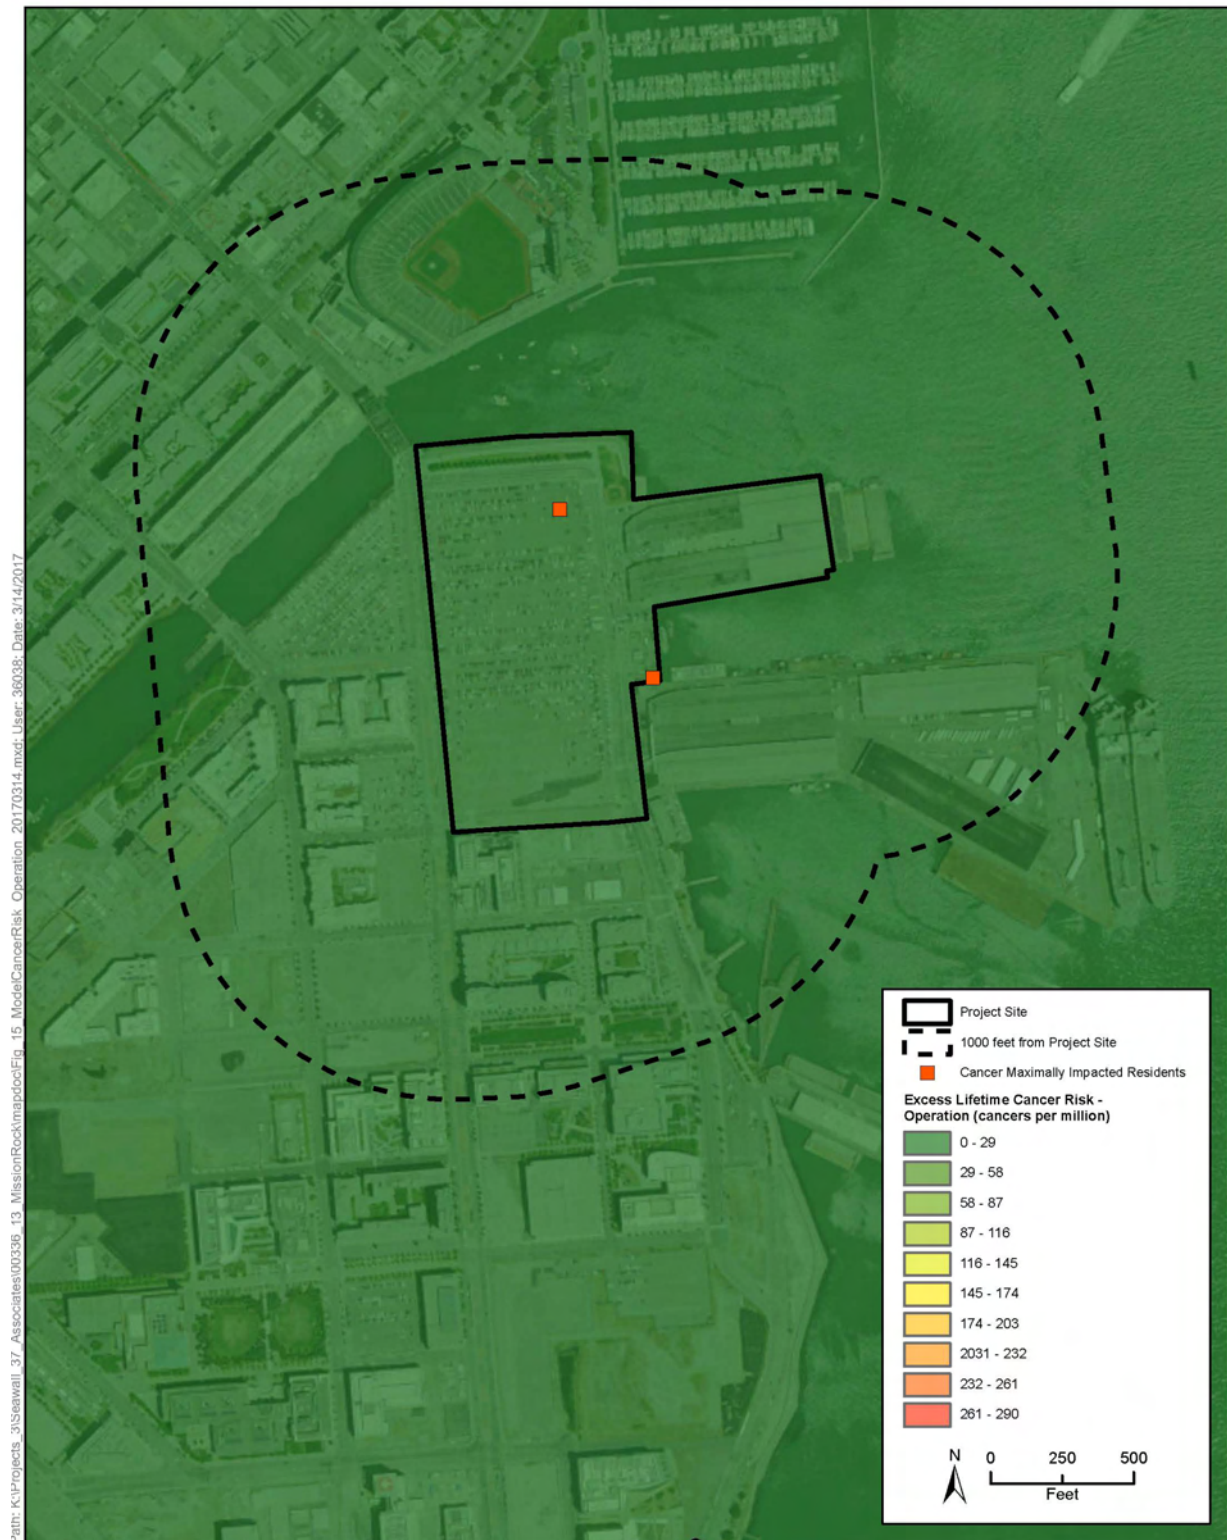 Path: K:\Projects_3\Seawall_37_Associates\00336_13_MissionRock\mapdoc\Fig_15_ModelCancerRisk_Operation_20170314.mxd; User: 36038; Date: 3/14/2017
Project Site
1000 feet from Project Site
Cancer Maximally Impacted Residents
Excess Lifetime Cancer Risk -
Operation (cancers per million)
0 - 29
29 - 58
58 - 87
87 - 116
116 - 145
145 - 174
174 - 203
2031 - 232
232 - 261
261 - 290
N
0 250 500
Feet